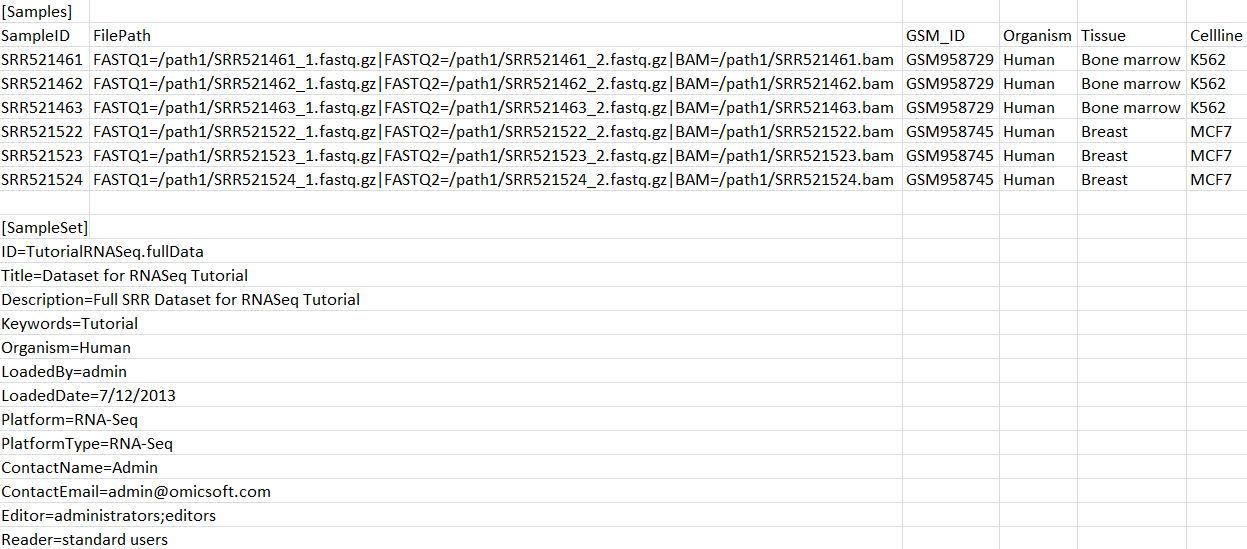 [Samples]
SampleID FilePath GSM_ID Organism Tissue Cellline
SRR521461 FASTQ1=/path1/SRR521461_1.fastq.gz|FASTQ2=/path1/SRR521461_2.fastq.gz|BAM=/path1/SRR521461.bam GSM958729 Human Bone marrow K562
SRR521462 FASTQ1=/path1/SRR521462_1.fastq.gz|FASTQ2=/path1/SRR521462_2.fastq.gz|BAM=/path1/SRR521462.bam GSM958729 Human Bone marrow K562
SRR521463 FASTQ1=/path1/SRR521463_1.fastq.gz|FASTQ2=/path1/SRR521463_2.fastq.gz|BAM=/path1/SRR521463.bam GSM958729 Human Bone marrow K562
SRR521522 FASTQ1=/path1/SRR521522_1.fastq.gz|FASTQ2=/path1/SRR521522_2.fastq.gz|BAM=/path1/SRR521522.bam GSM958745 Human Breast MCF7
SRR521523 FASTQ1=/path1/SRR521523_1.fastq.gz|FASTQ2=/path1/SRR521523_2.fastq.gz|BAM=/path1/SRR521523.bam GSM958745 Human Breast MCF7
SRR521524 FASTQ1=/path1/SRR521524_1.fastq.gz|FASTQ2=/path1/SRR521524_2.fastq.gz|BAM=/path1/SRR521524.bam GSM958745 Human Breast MCF7
[SampleSet]
ID=TutorialRNASeq.fullData
Title=Dataset for RNASeq Tutorial
Description=Full SRR Dataset for RNASeq Tutorial
Keywords=Tutorial
Organism=Human
LoadedBy=admin
LoadedDate=7/12/2013
Platform=RNA-Seq
PlatformType=RNA-Seq
ContactName=Admin
ContactEmail=admin@omicsoft.com
Editor=administrators;editors
Reader=standard users